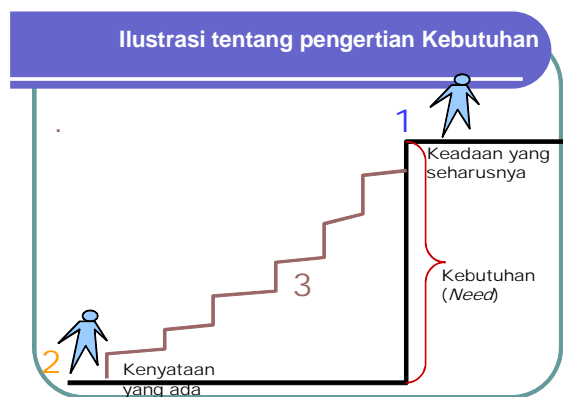 Ilustrasi tentang pengertian Kebutuhan
.
1
Keadaan yang
seharusnya
Kebutuhan
(Need)
3
2
Kenyataan
yang ada